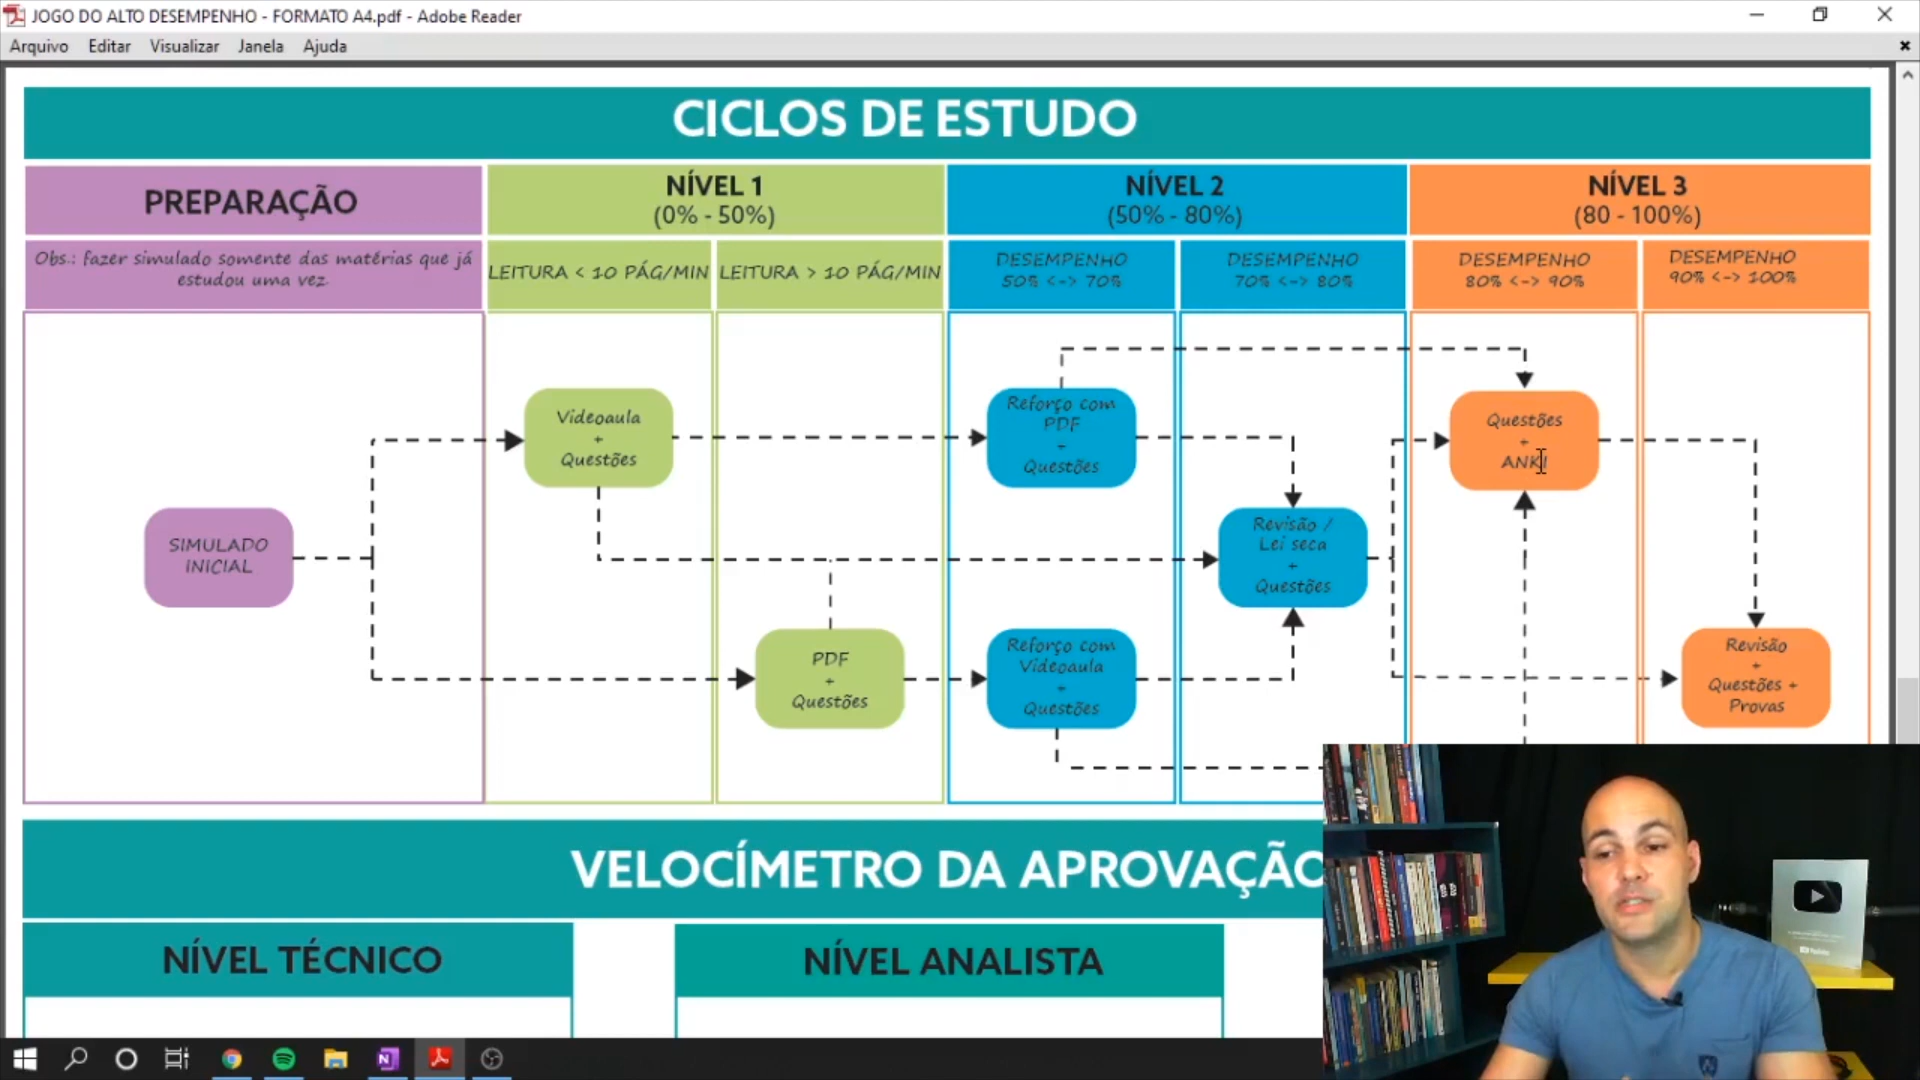 JOGO DO ALTO DESEMPENHO - FORMATO A4.pdf - Adobe Reader
Arquivo Editar Visualizar Janela Ajuda
CICLOS DE ESTUDO
PREPARAÇÃO
Obs.: fazer simulado somente das matérias que já
estudou uma vez.
NÍVEL 1
(0% - 50%)
LEITURA < 10 PÁG/MIN
LEITURA > 10 PÁG/MIN
NÍVEL 2
(50% - 80%)
DESEMPENHO
50% <-> 70%
DESEMPENHO
70% <-> 80%
NÍVEL 3
(80 - 100%)
DESEMPENHO
80% <-> 90%
DESEMPENHO
90% <-> 100%
SIMULADO
INICIAL
Videoaula
+
Questões
PDF
+
Questões
Reforço com
PDF
+
Questões
Reforço com
Videoaula
+
Questões
Revisão /
Lei seca
+
Questões
Questões
+
ANKI
Revisão
+
Questões +
Provas
VELOCÍMETRO DA APROVAÇÃO
NÍVEL TÉCNICO
NÍVEL ANALISTA